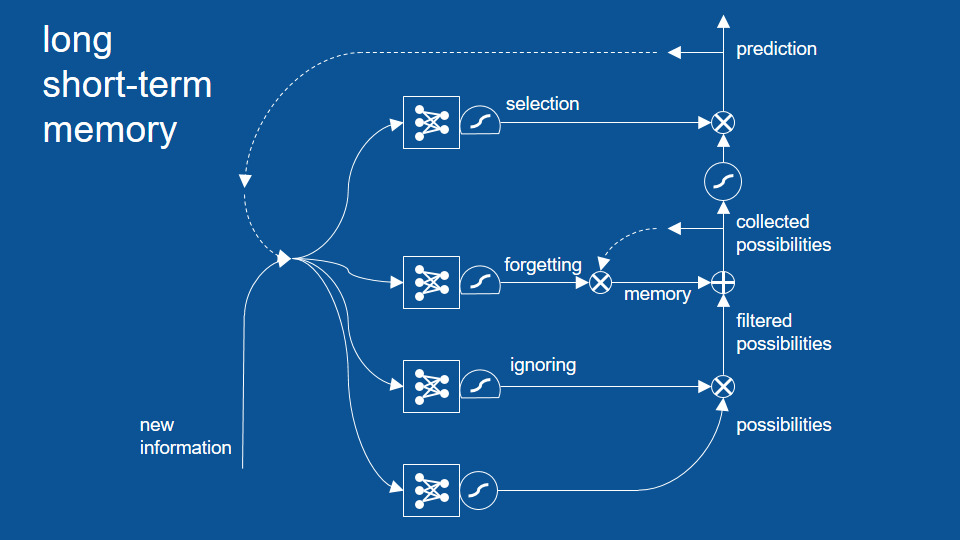 long
short-term
memory
prediction
selection
collected
possibilities
forgetting
memory
filtered
possibilities
ignoring
new
information
possibilities